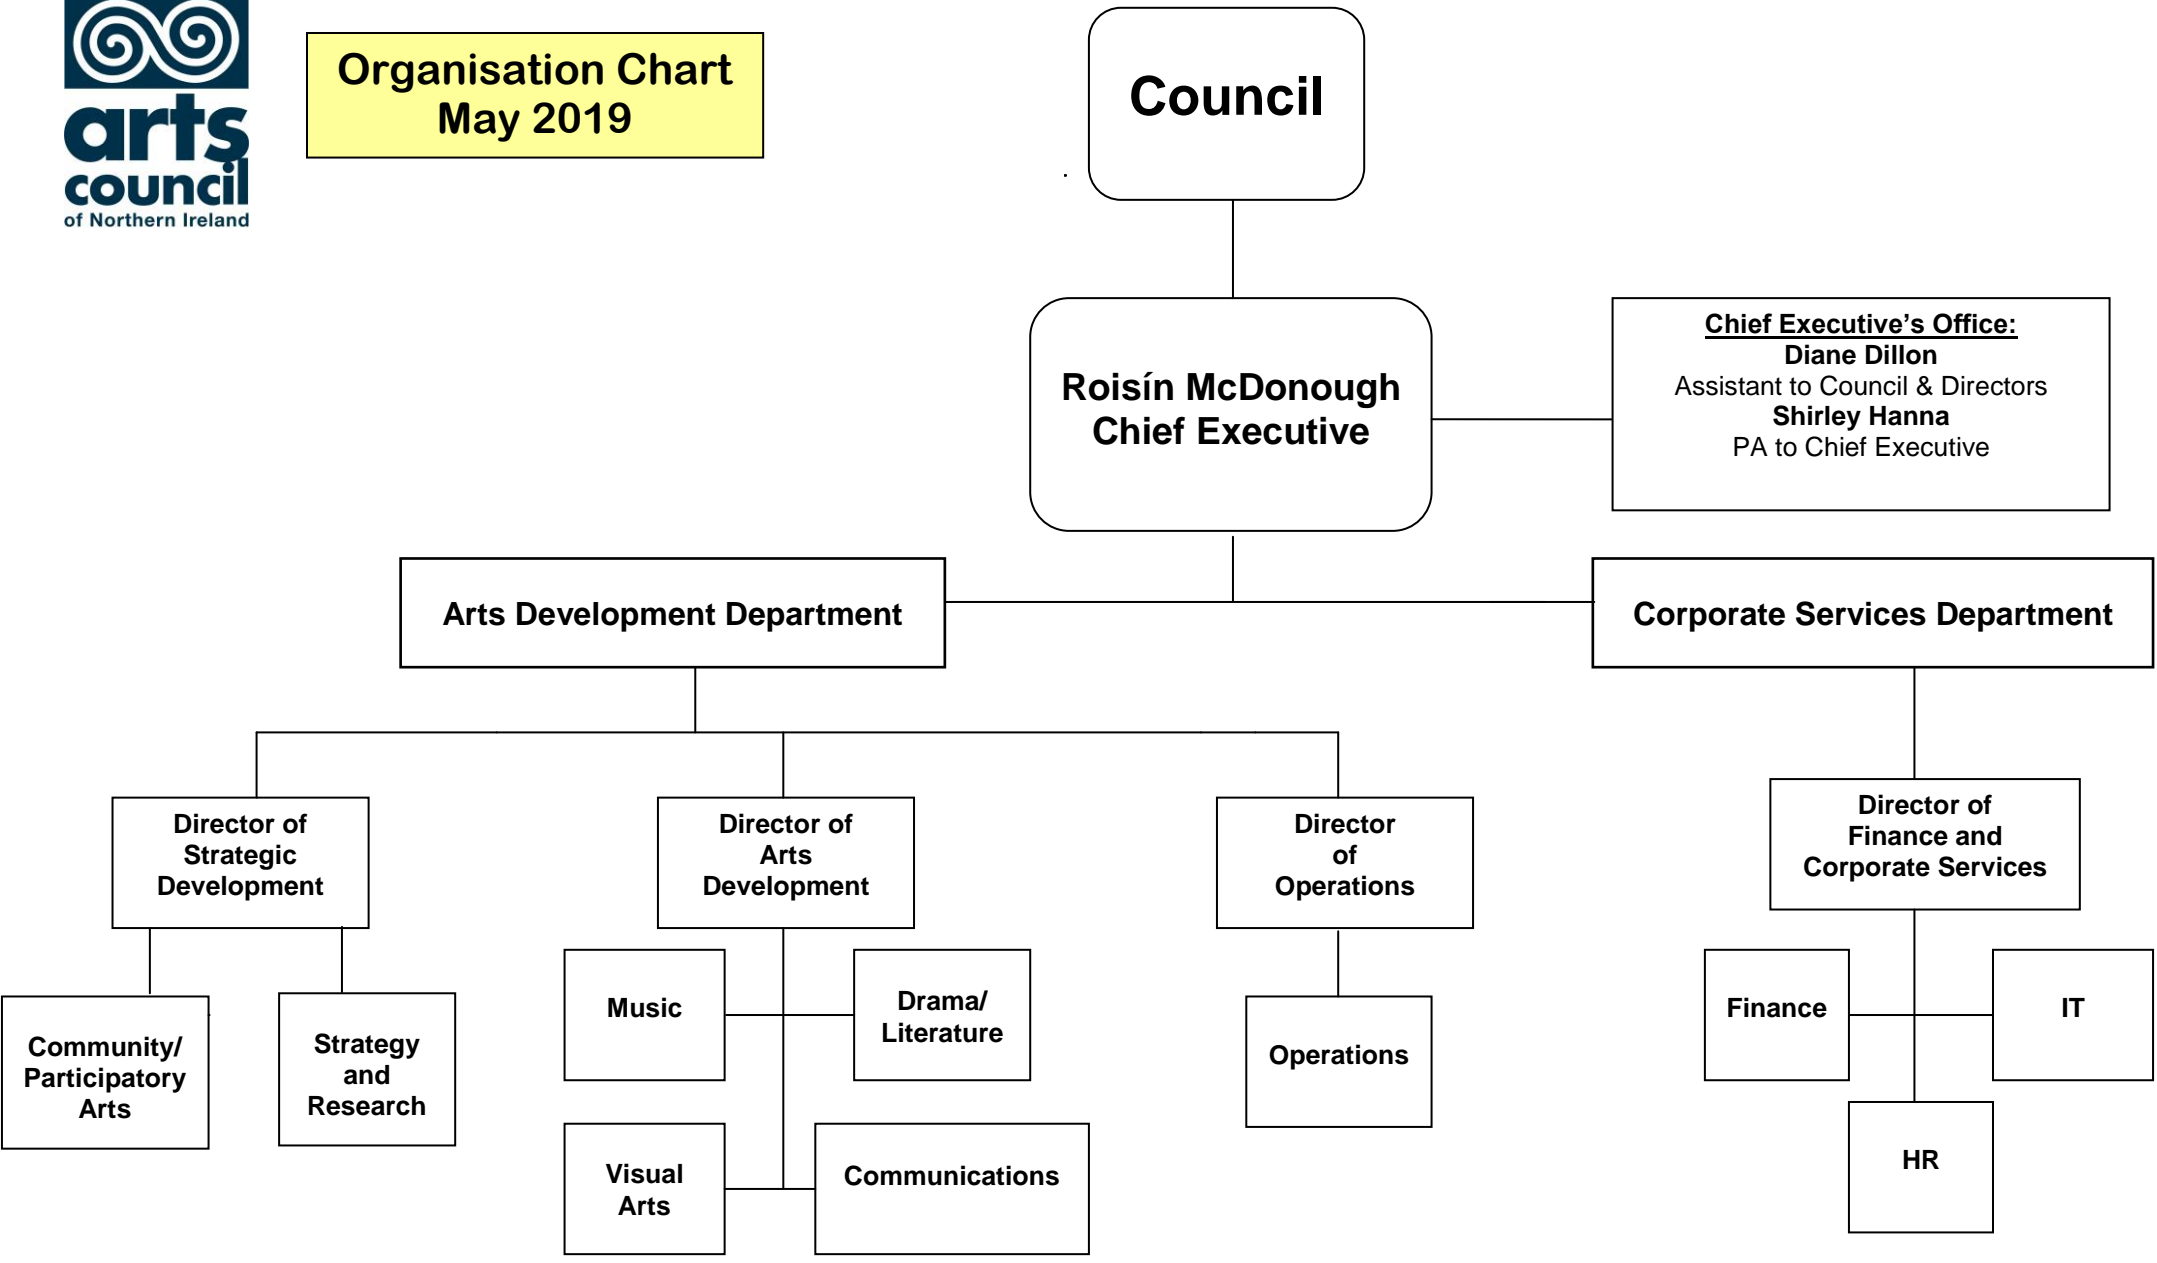 arts
council
of Northern Ireland
Organisation Chart
May 2019
Council
Roisín McDonough
Chief Executive
Chief Executive’s Office:
Diane Dillon
Assistant to Council & Directors
Shirley Hanna
PA to Chief Executive
Arts Development Department
Corporate Services Department
Director of
Strategic
Development
Director of
Arts
Development
Director
of
Operations
Director of
Finance and
Corporate Services
Community/
Participatory
Arts
Strategy
and
Research
Music
Drama/
Literature
Visual
Arts
Communications
Operations
Finance
IT
HR